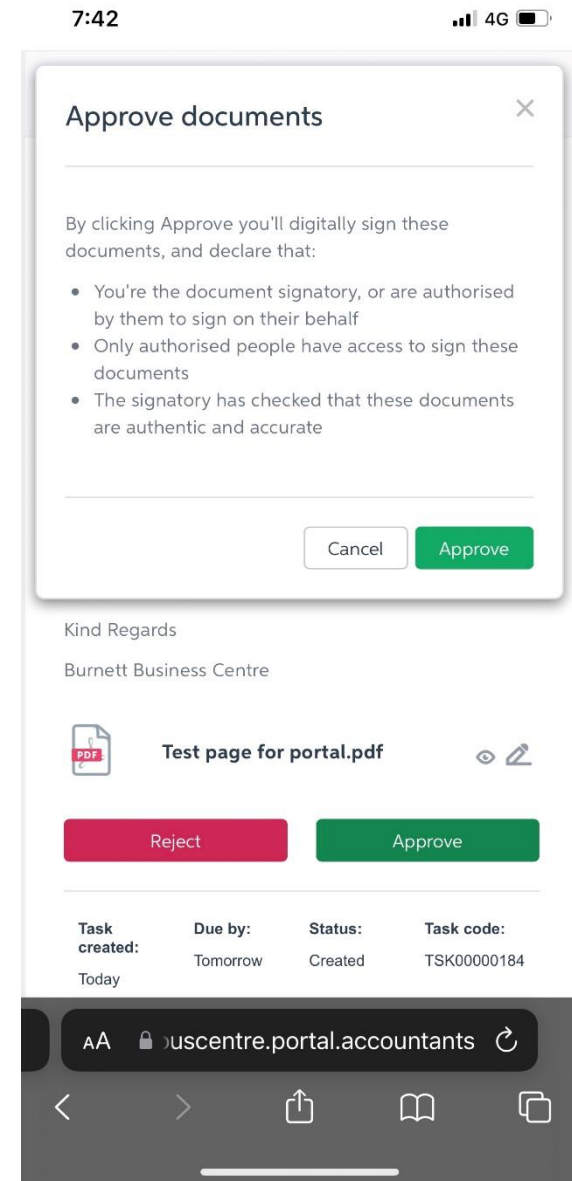 7:42
4G
Approve documents
By clicking Approve you'll digitally sign these
documents, and declare that:
You're the document signatory, or are authorised
by them to sign on their behalf
Only authorised people have access to sign these
documents
The signatory has checked that these documents
are authentic and accurate
Cancel
Approve
Kind Regards
Burnett Business Centre
PDF
Test page for portal.pdf
Reject
Approve
Task created:
Today
Due by:
Tomorrow
Status:
Created
Task code:
TSK00000184
AA
uscentre.portal.accountants